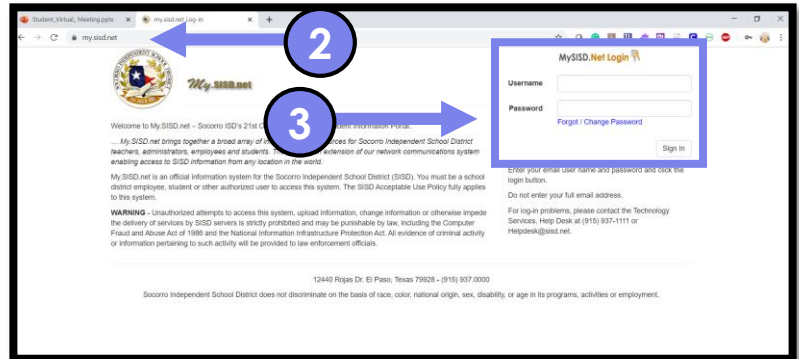 Student_Virtual_Meeting.pptx
my.sisd.net Log-in
my.sisd.net
2
My.SISD.net
MySISD.Net Login
Username
Password
Forgot / Change Password
Sign In
3
Welcome to My.SISD.net – Socorro ISD's 21st
dent Information Portal.
... My.SISD.net brings together a broad array of
rces for Socorro Independent School District
teachers, administrators, employees and students.
extension of our network communications system
enabling access to SISD information from any location in the world.
My.SISD.net is an official information system for the Socorro Independent School District (SISD). You must be a school
district employee, student or other authorized user to access this system. The SISD Acceptable Use Policy fully applies
to this system.
WARNING - Unauthorized attempts to access this system, upload information, change information or otherwise impede
the delivery of services by SISD servers is strictly prohibited and may be punishable by law, including the Computer
Fraud and Abuse Act of 1986 and the National Information Infrastructure Protection Act. All evidence of criminal activity
or information pertaining to such activity will be provided to law enforcement officials.
Enter your email user name and password and click the
login button.
Do not enter your full email address.
For log-in problems, please contact the Technology
Services, Help Desk at (915) 937-1111 or
Helpdesk@sisd.net.
12440 Rojas Dr. El Paso, Texas 79928 - (915) 937.0000
Socorro Independent School District does not discriminate on the basis of race, color, national origin, sex, disability, or age in its programs, activities or employment.